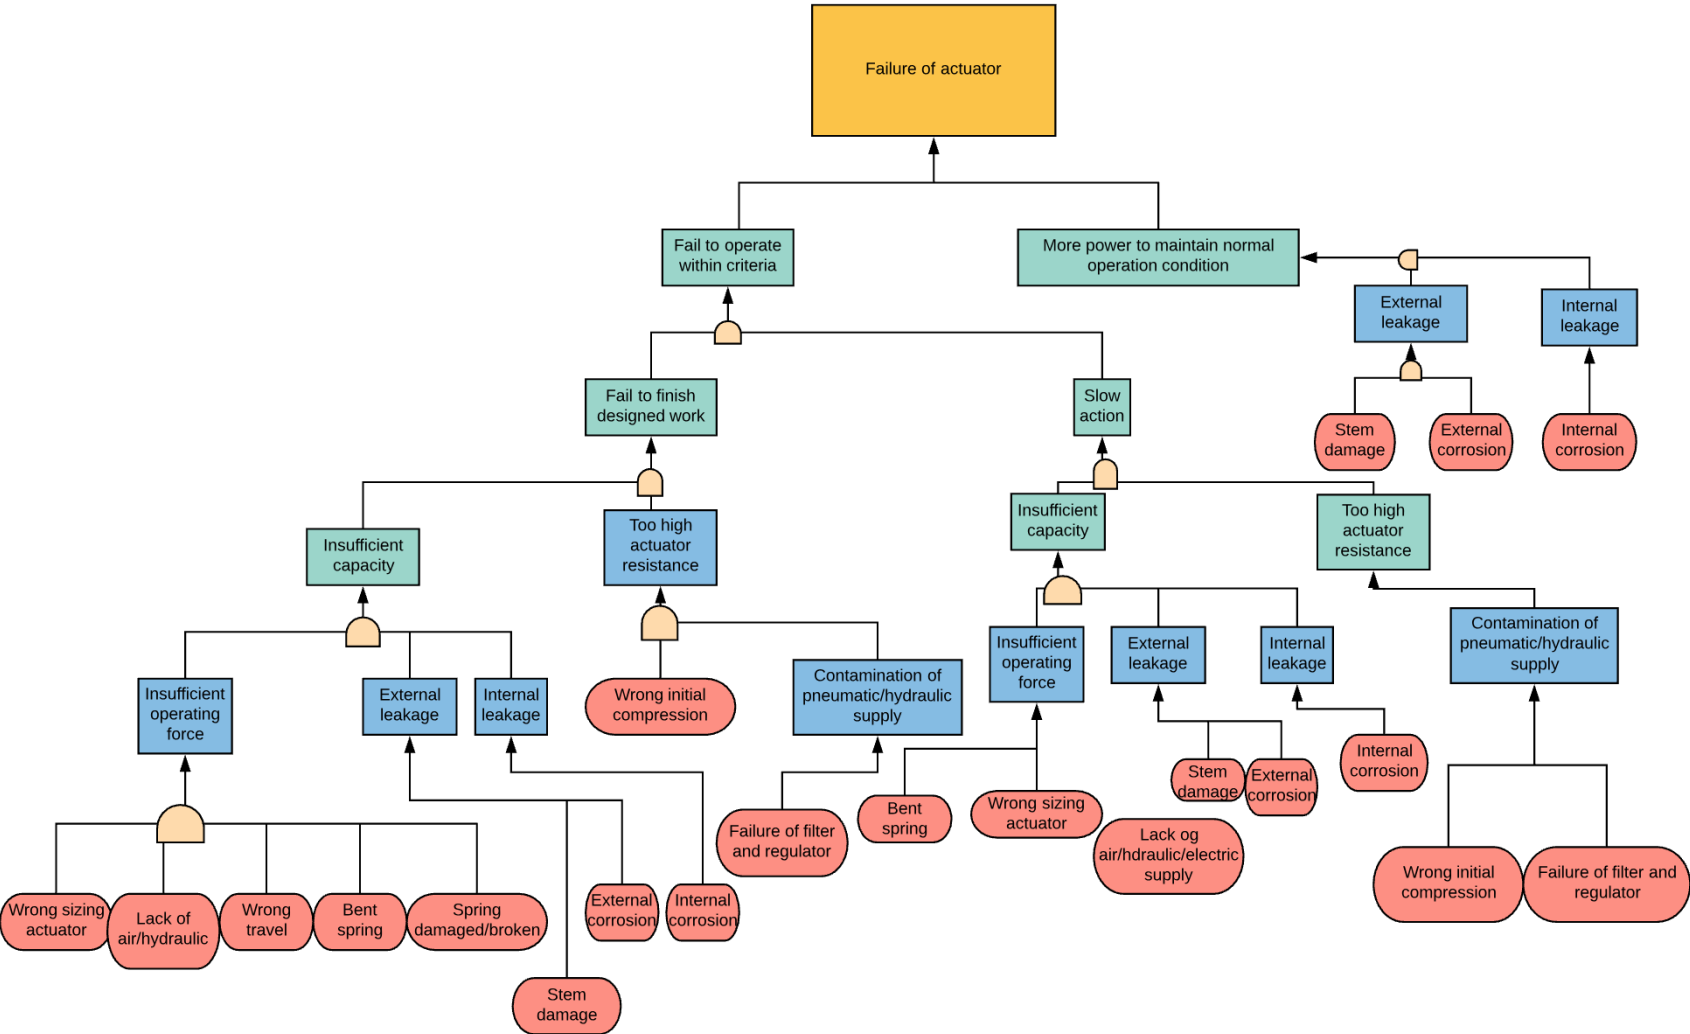 Failure of actuator
Fail to operate
within criteria
More power to maintain normal
operation condition
External
leakage
Internal
leakage
Fail to finish
designed work
Slow
action
Stem
damage
External
corrosion
Internal
corrosion
Insufficient
capacity
Too high
actuator
resistance
Insufficient
capacity
Too high
actuator
resistance
Insufficient
operating
force
External
leakage
Internal
leakage
Wrong initial
compression
Contamination of
pneumatic/hydraulic
supply
Insufficient
operating
force
External
leakage
Internal
leakage
Contamination of
pneumatic/hydraulic
supply
Failure of filter
and regulator
Bent
spring
Wrong sizing
actuator
Stem
damage
External
corrosion
Internal
corrosion
Lack og
air/hdraulic/electric
supply
Wrong initial
compression
Failure of filter and
regulator
Wrong sizing
actuator
Lack of
air/hydraulic
Wrong
travel
Bent
spring
Spring
damaged/broken
External
corrosion
Internal
corrosion
Stem
damage